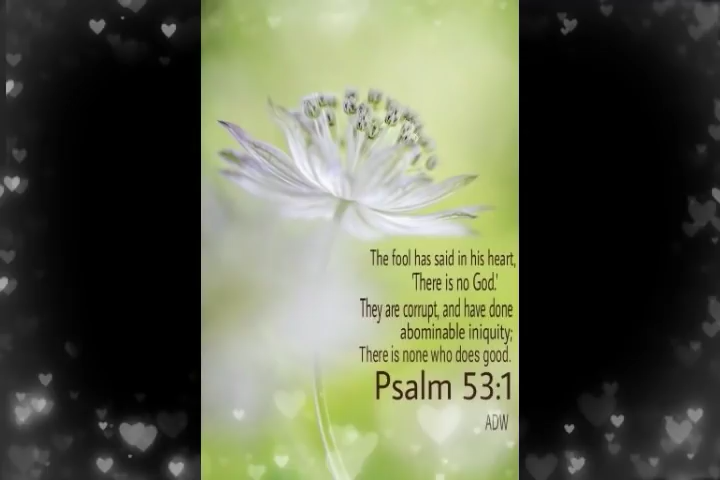 The fool has said in his heart,
'There is no God.'
They are corrupt, and have done
abominable iniquity;
There is none who does good.
Psalm 53:1
ADW